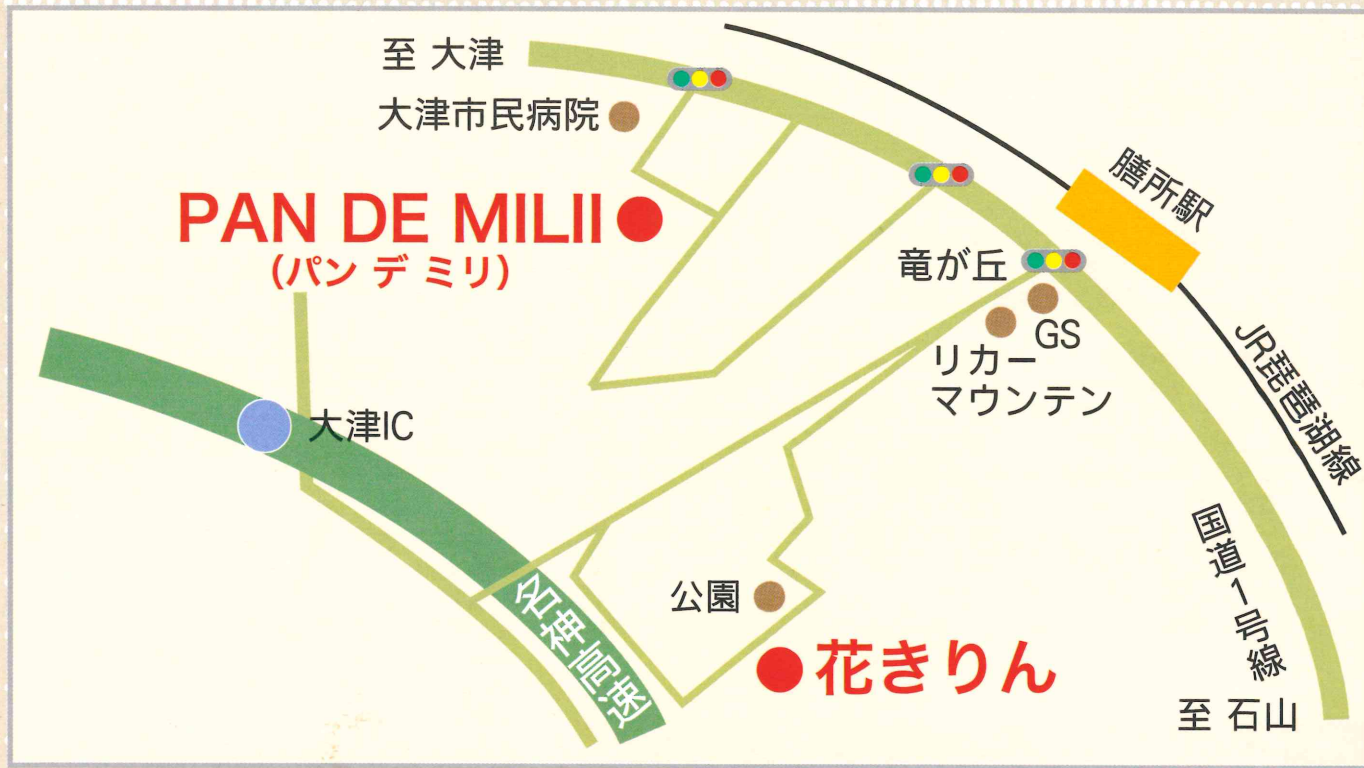 至 大津
大津市民病院
PAN DE MILII
(パン デ ミリ)
膳所駅
竜が丘
GS
リカー
マウンテン
JR琵琶湖線
大津IC
国道1号線
名神高速
公園
花きりん
至 石山